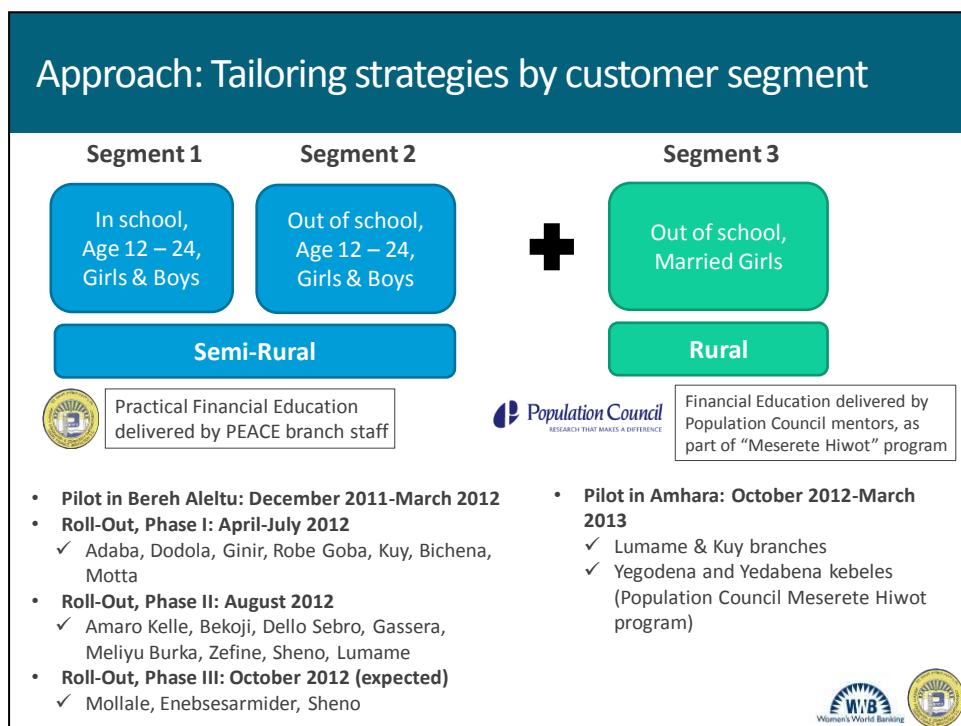 Approach: Tailoring strategies by customer segment
Segment 1
Segment 2
Segment 3
In school,
Age 12 – 24,
Girls & Boys
Out of school,
Age 12 – 24,
Girls & Boys
Out of school,
Married Girls
Semi-Rural
Rural
Practical Financial Education
delivered by PEACE branch staff
Population Council
RESEARCH THAT MAKES A DIFFERENCE
Financial Education delivered by
Population Council mentors, as
part of “Meserete Hiwot” program
• Pilot in Bereh Aleltu: December 2011-March 2012
• Roll-Out, Phase I: April-July 2012
✓ Adaba, Dodola, Ginir, Robe Goba, Kuy, Bichena,
Motta
• Roll-Out, Phase II: August 2012
✓ Amaro Kelle, Bekoji, Dello Sebro, Gassera,
Meliyu Burka, Zefine, Sheno, Lumame
• Roll-Out, Phase III: October 2012 (expected)
✓ Mollale, Enebsesarmider, Sheno
• Pilot in Amhara: October 2012-March
2013
✓ Lumame & Kuy branches
✓ Yegodena and Yedabena kebeles
(Population Council Meserete Hiwot
program)
WWB
Women's World Banking